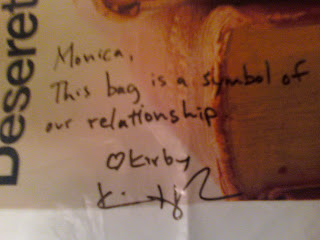 Deseret
Monica,
This bag is a symbol of
our relationship.
♡Kirby